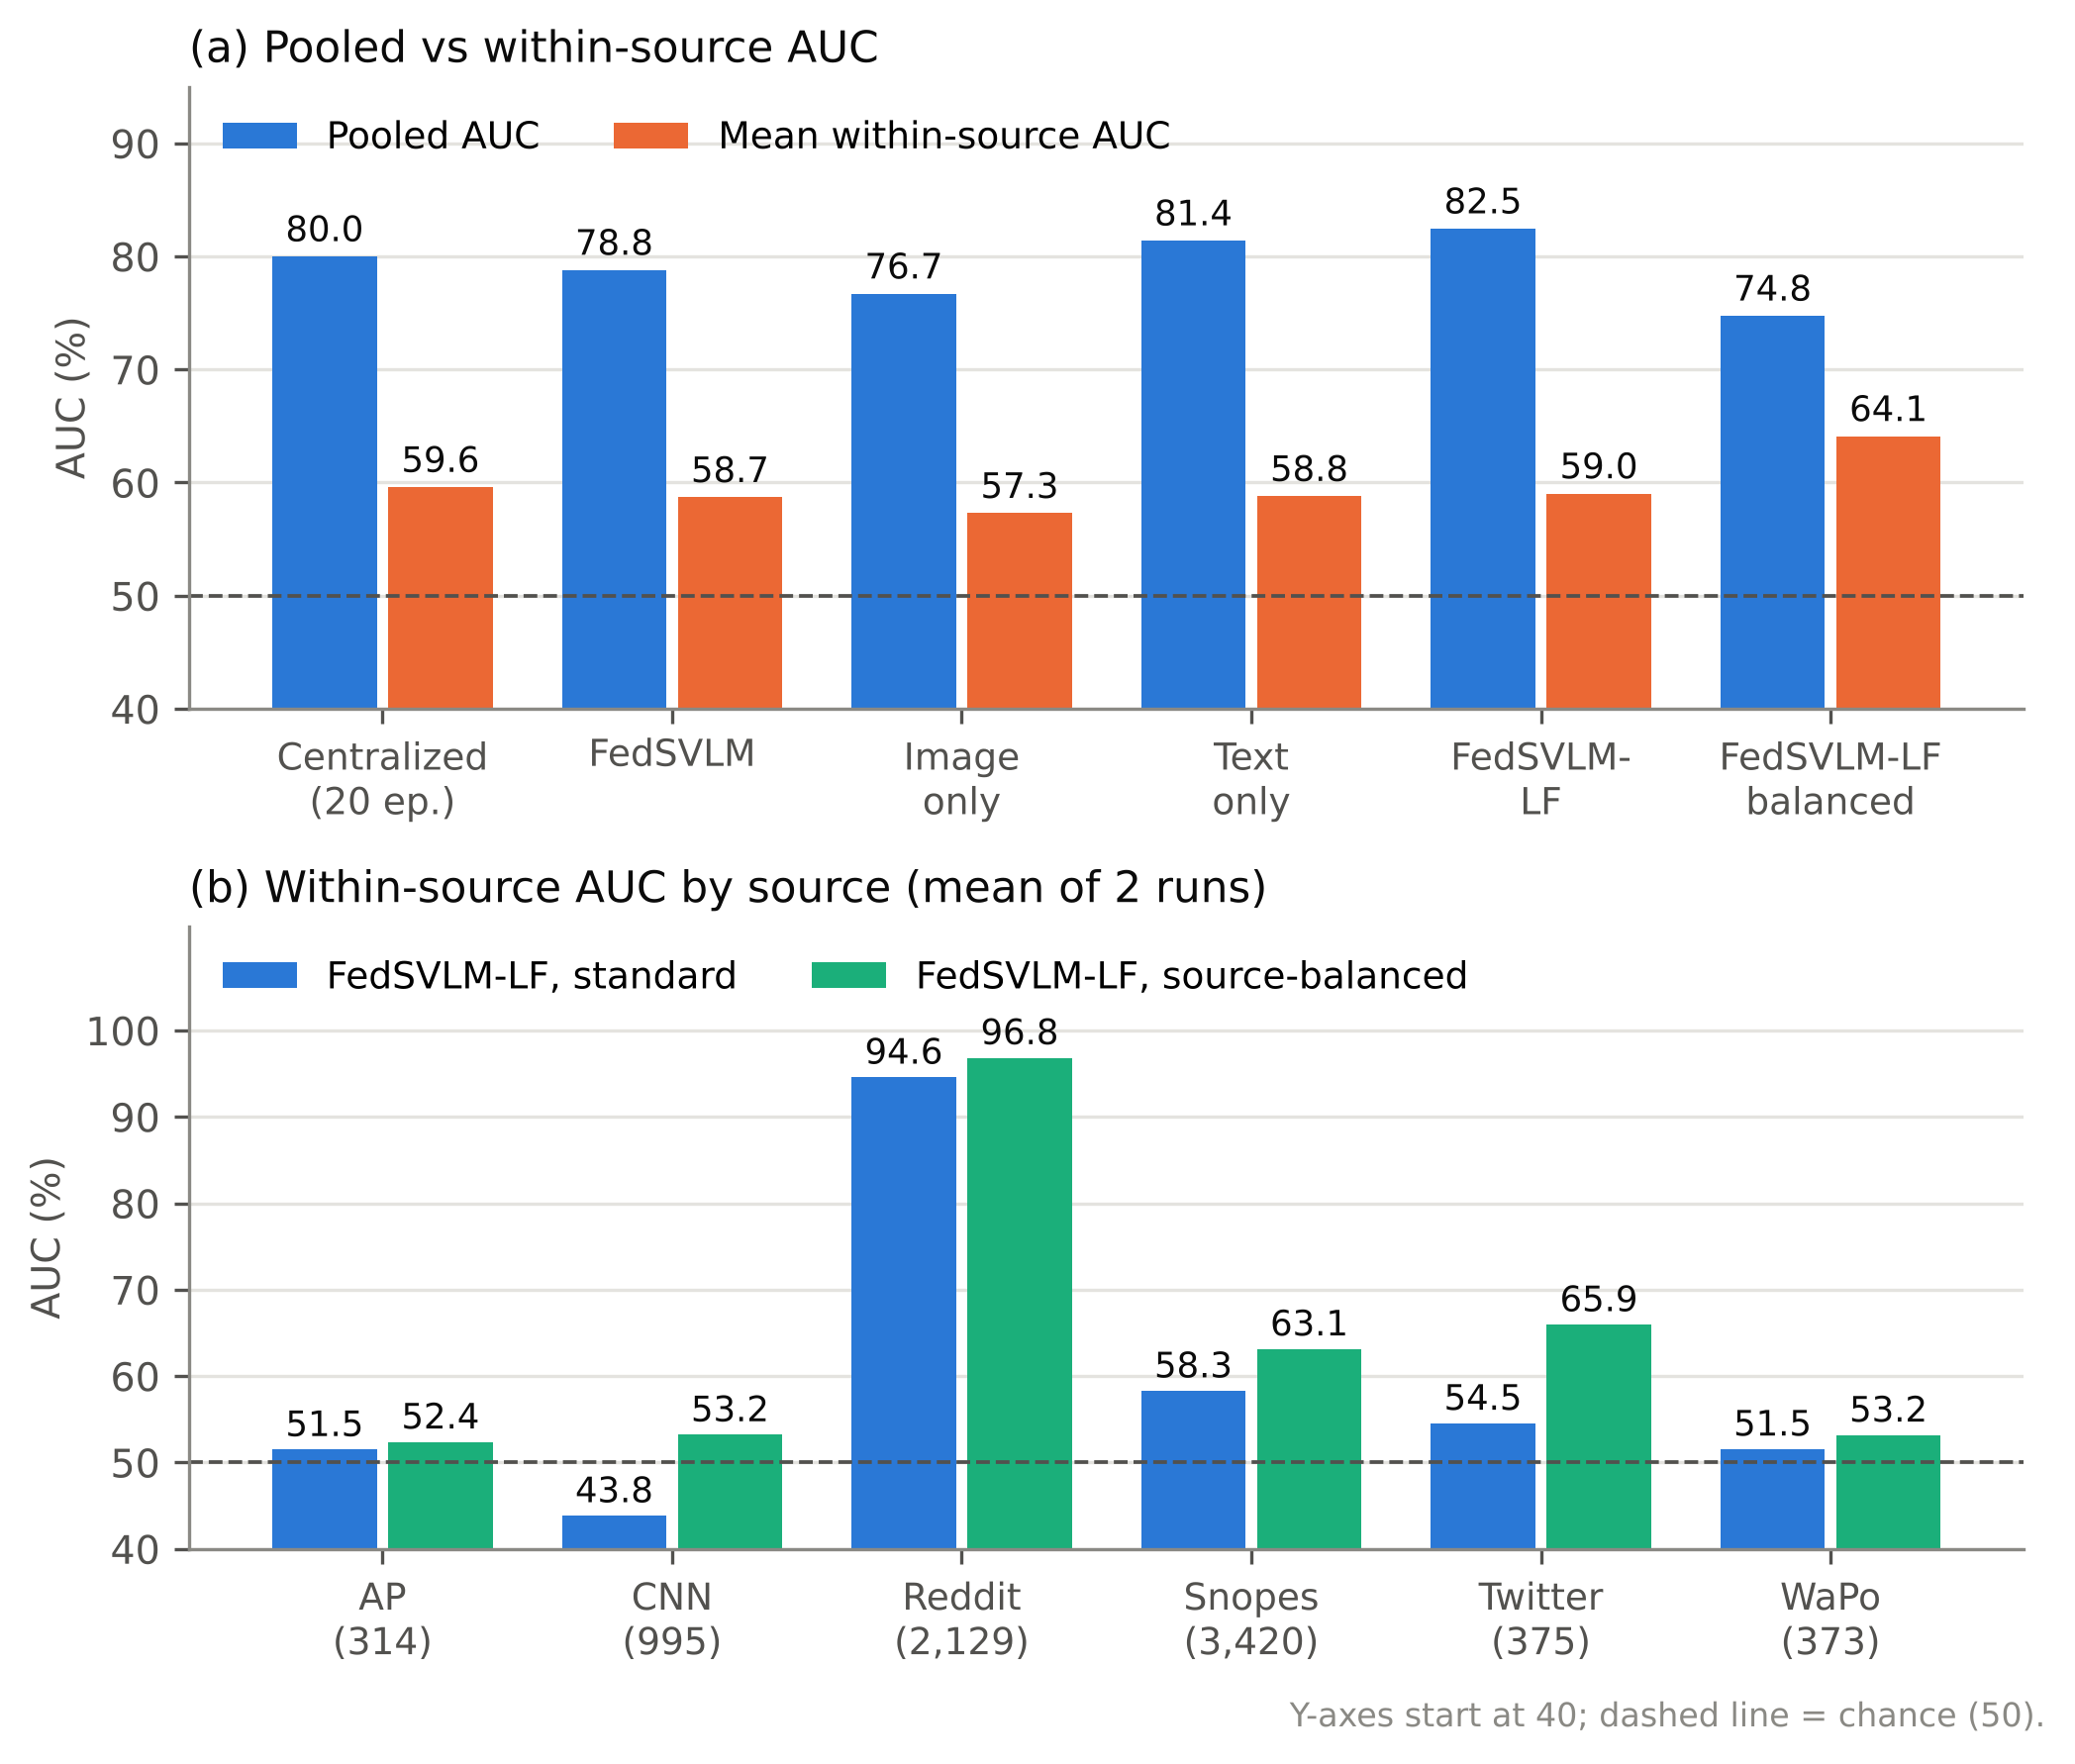 (a) Pooled vs within-source AUC
Pooled AUC
Mean within-source AUC
AUC (%)
90
80
70
60
50
40
80.0
59.6
78.8
58.7
76.7
57.3
81.4
58.8
82.5
59.0
74.8
64.1
Centralized
(20 ep.)
FedSVLM
Image
only
Text
only
FedSVLM-
LF
FedSVLM-LF
balanced
(b) Within-source AUC by source (mean of 2 runs)
FedSVLM-LF, standard
FedSVLM-LF, source-balanced
AUC (%)
100
90
80
70
60
50
40
51.5
52.4
43.8
53.2
94.6
96.8
58.3
63.1
54.5
65.9
51.5
53.2
AP
(314)
CNN
(995)
Reddit
(2,129)
Snopes
(3,420)
Twitter
(375)
WaPo
(373)
Y-axes start at 40; dashed line = chance (50).